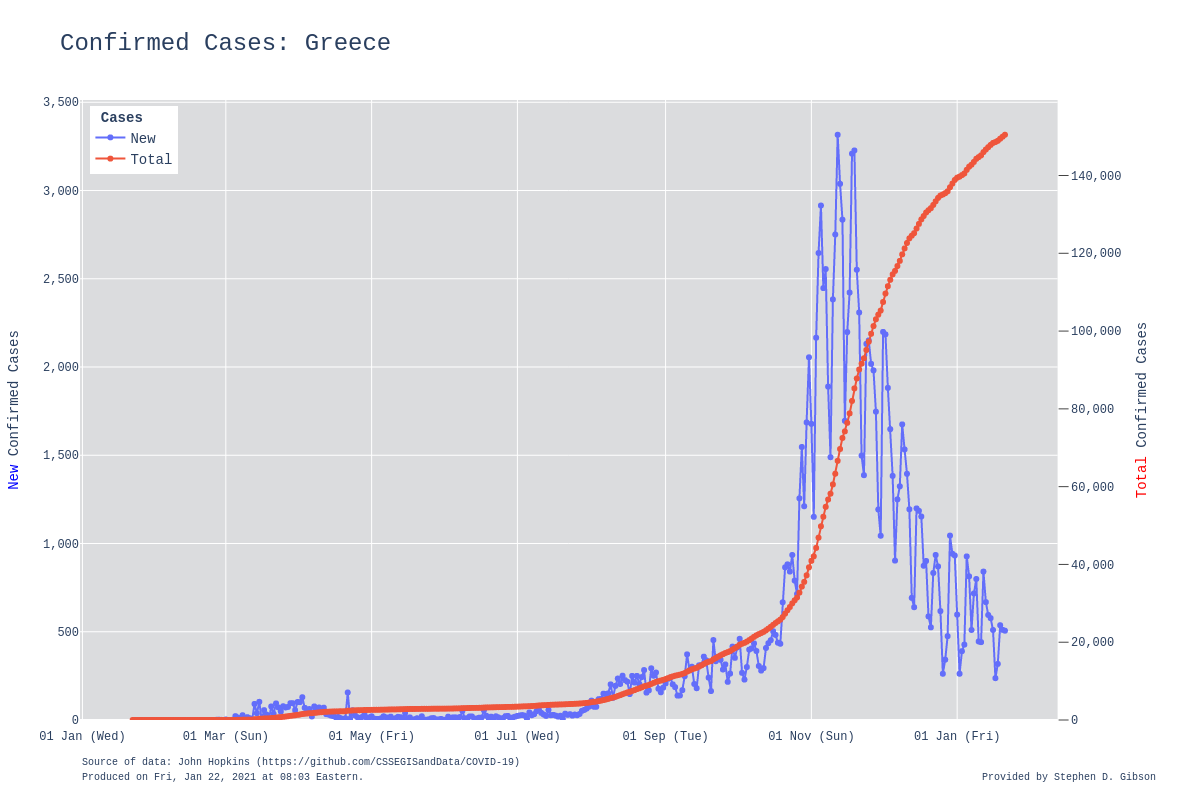 Confirmed Cases: Greece
Cases
New
Total
3,500
3,000
2,500
2,000
1,500
1,000
500
0
New Confirmed Cases
140,000
120,000
100,000
80,000
60,000
40,000
20,000
0
Total Confirmed Cases
01 Jan (Wed) 01 Mar (Sun) 01 May (Fri) 01 Jul (Wed) 01 Sep (Tue) 01 Nov (Sun) 01 Jan (Fri)
Source of data: John Hopkins (https://github.com/CSSEGISandData/COVID-19)
Produced on Fri, Jan 22, 2021 at 08:03 Eastern.
Provided by Stephen D. Gibson